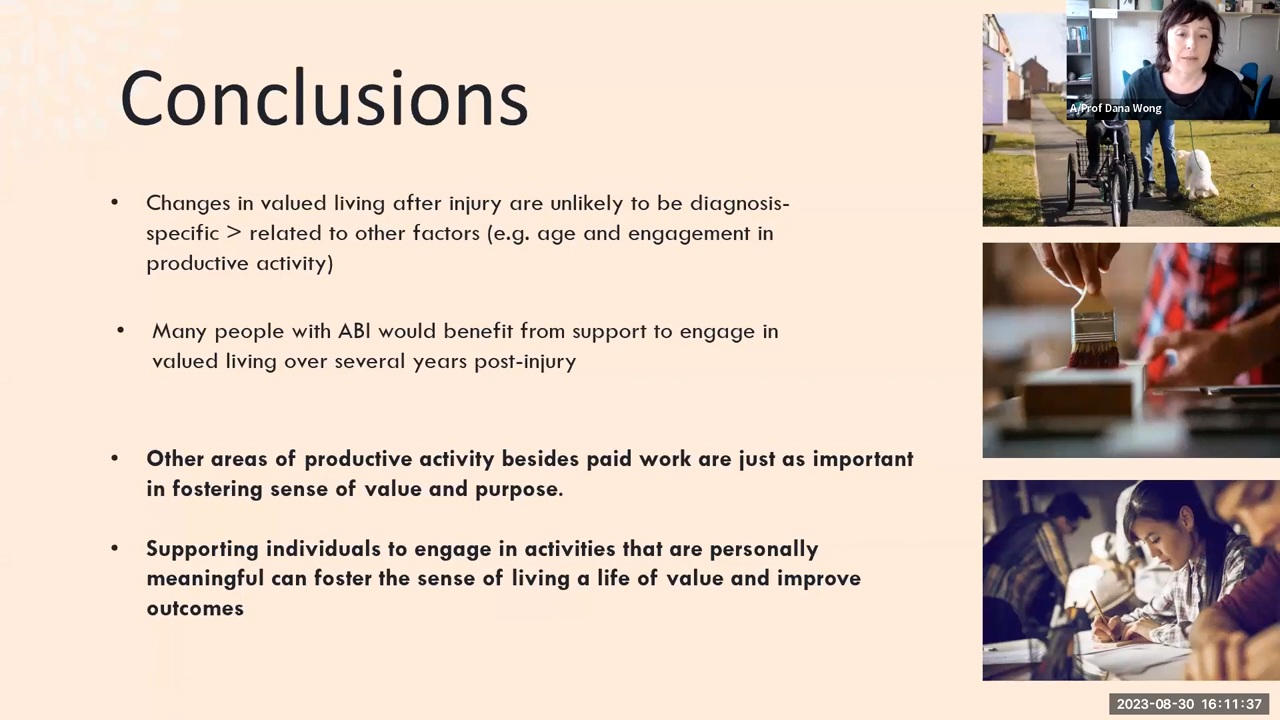 Conclusions
A/Prof Dana Wong
• Changes in valued living after injury are unlikely to be diagnosis-
specific > related to other factors (e.g. age and engagement in
productive activity)
• Many people with ABI would benefit from support to engage in
valued living over several years post-injury
• Other areas of productive activity besides paid work are just as important
in fostering sense of value and purpose.
• Supporting individuals to engage in activities that are personally
meaningful can foster the sense of living a life of value and improve
outcomes
2023-08-30 16:11:37